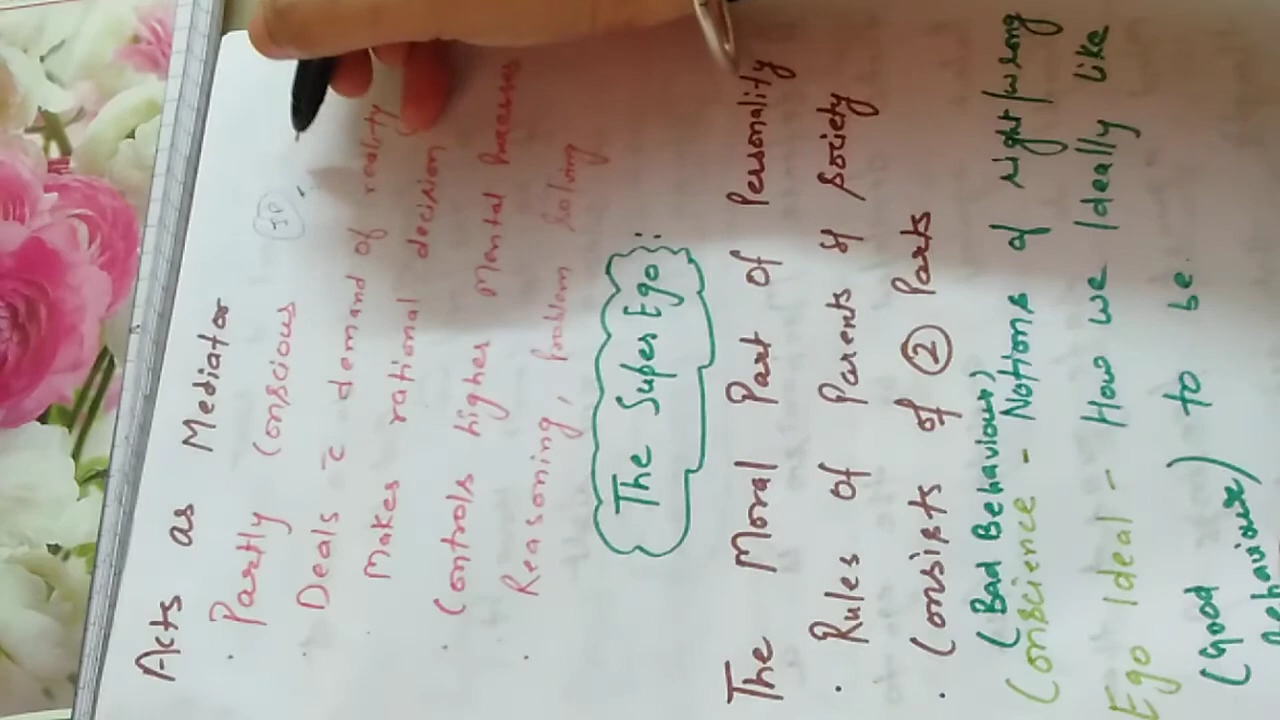 Acts as Mediator
· Partly Conscious
· Deals c̄ demand of reality
Makes rational decision
· Controls higher Mental Processes
· Reasoning, Problem Solving
The Super Ego :
The Moral Part of Personality
· Rules of Parents & society
· Consists of ② Parts
(Bad Behaviour)
Conscience - Notions of right/wrong
Ego Ideal - How we Ideally Like
(Good Behaviour) to be.